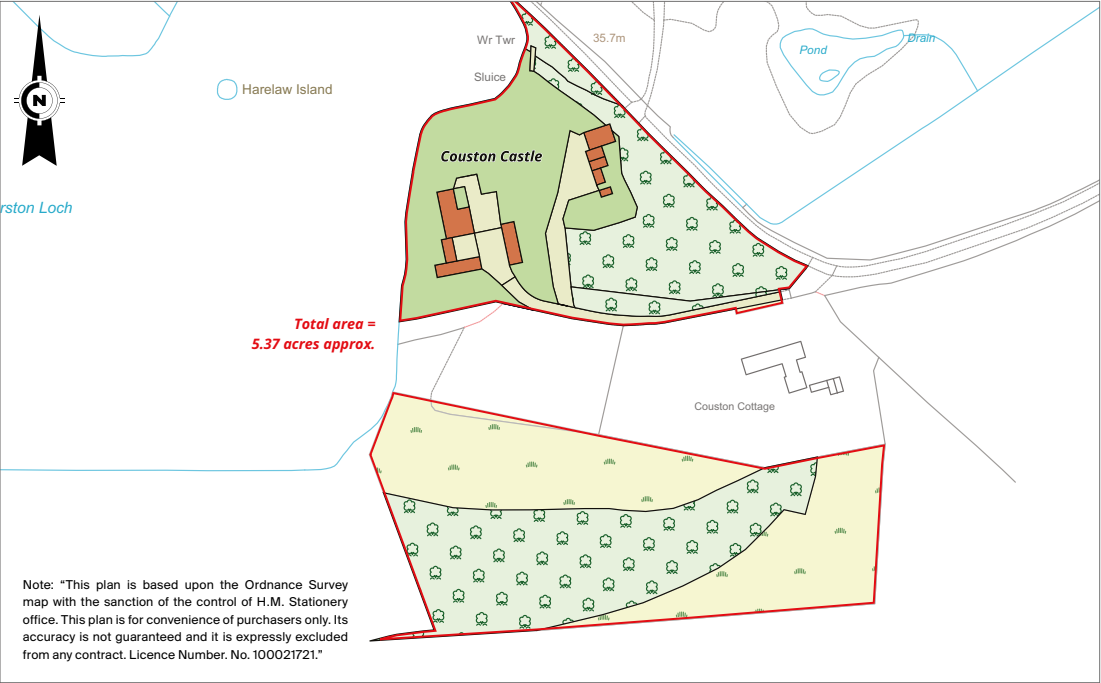 Wr Twr
35.7m
Drain
Pond
Sluice
Harelaw Island
N
Couston Castle
rston Loch
Total area =
5.37 acres approx.
Couston Cottage
Note: “This plan is based upon the Ordnance Survey
map with the sanction of the control of H.M. Stationery
office. This plan is for convenience of purchasers only. Its
accuracy is not guaranteed and it is expressly excluded
from any contract. Licence Number. No. 100021721.”